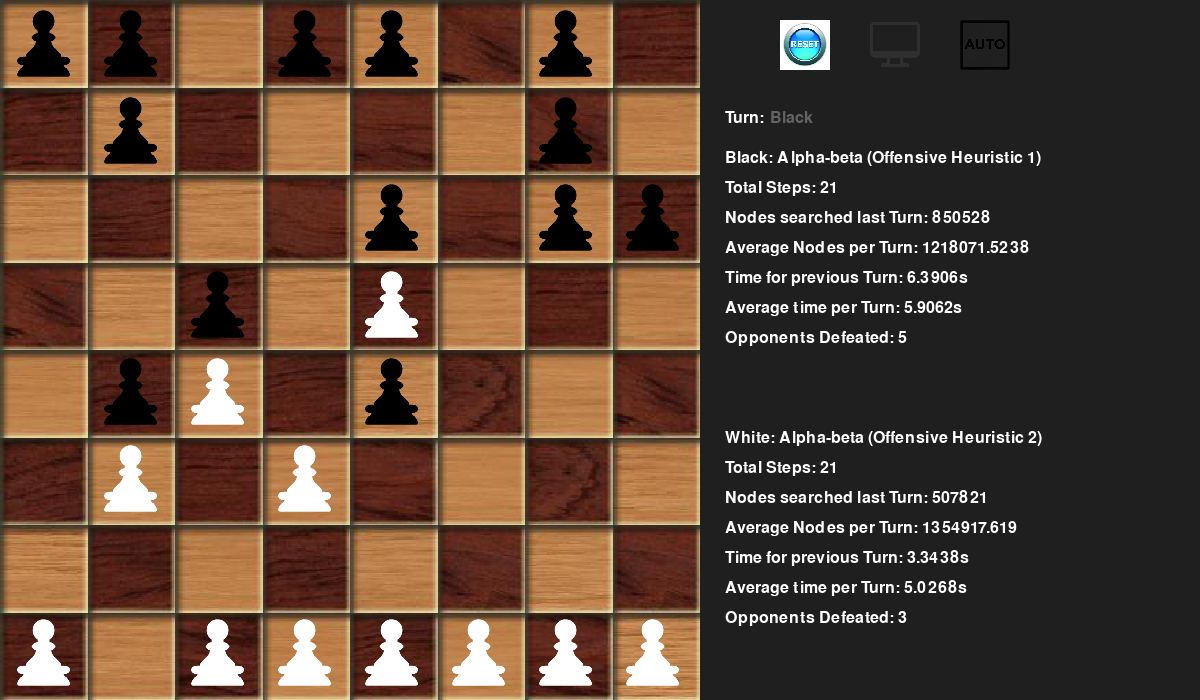 RESET
AUTO
Turn: Black
Black: Alpha-beta (Offensive Heuristic 1)
Total Steps: 21
Nodes searched last Turn: 850528
Average Nodes per Turn: 1218071.5238
Time for previous Turn: 6.3906s
Average time per Turn: 5.9062s
Opponents Defeated: 5
White: Alpha-beta (Offensive Heuristic 2)
Total Steps: 21
Nodes searched last Turn: 507821
Average Nodes per Turn: 1354917.619
Time for previous Turn: 3.3438s
Average time per Turn: 5.0268s
Opponents Defeated: 3